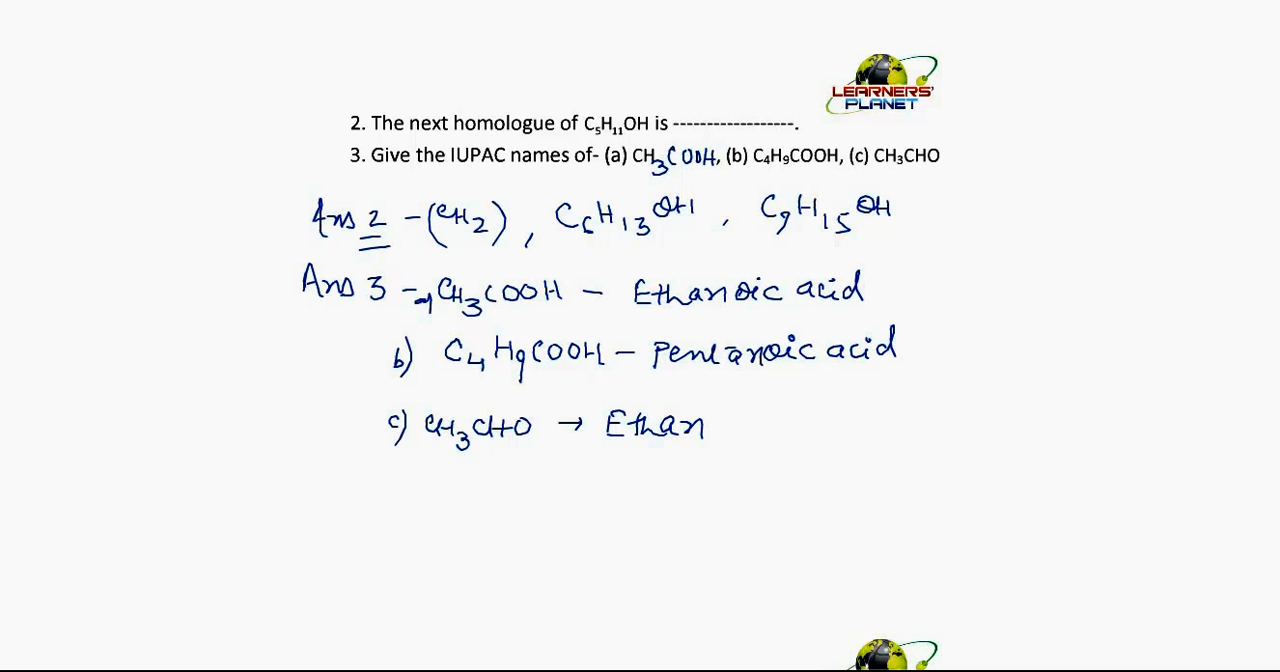 LEARNERS'
PLANET
2. The next homologue of C₅H₁₁OH is ------------------.
3. Give the IUPAC names of- (a) CH₃COOH, (b) C₄H₉COOH, (c) CH₃CHO
Ans 2 - (CH₂), C₆H₁₃OH, C₇H₁₅OH
Ans 3 - a) CH₃COOH - Ethanoic acid
b) C₄H₉COOH - Pentanoic acid
c) CH₃CHO → Ethan